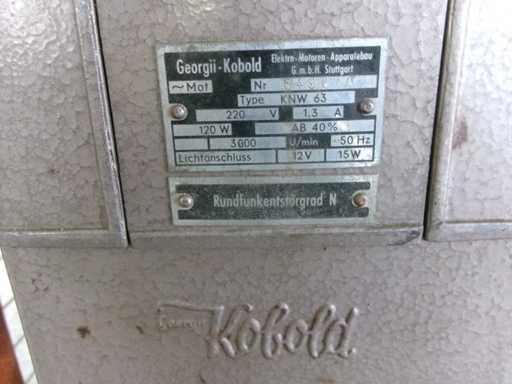 Georgii-Kobold Elektro-Motoren-Apparatebau
G.m.b.H. Stuttgart
~Mot Nr
Type KNW 63
220 V 1,3 A
120 W AB 40%
3000 U/min ~50 Hz
Lichtanschluss 12V 15W
Rundfunkentstörgrad N
Georgii Kobold